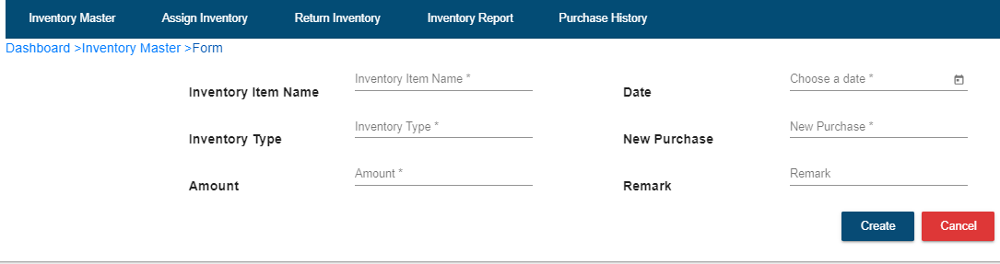 Inventory Master Assign Inventory Return Inventory Inventory Report Purchase History
Dashboard >Inventory Master >Form
Inventory Item Name Inventory Item Name * Date Choose a date *
Inventory Type Inventory Type * New Purchase New Purchase *
Amount Amount * Remark Remark
Create Cancel